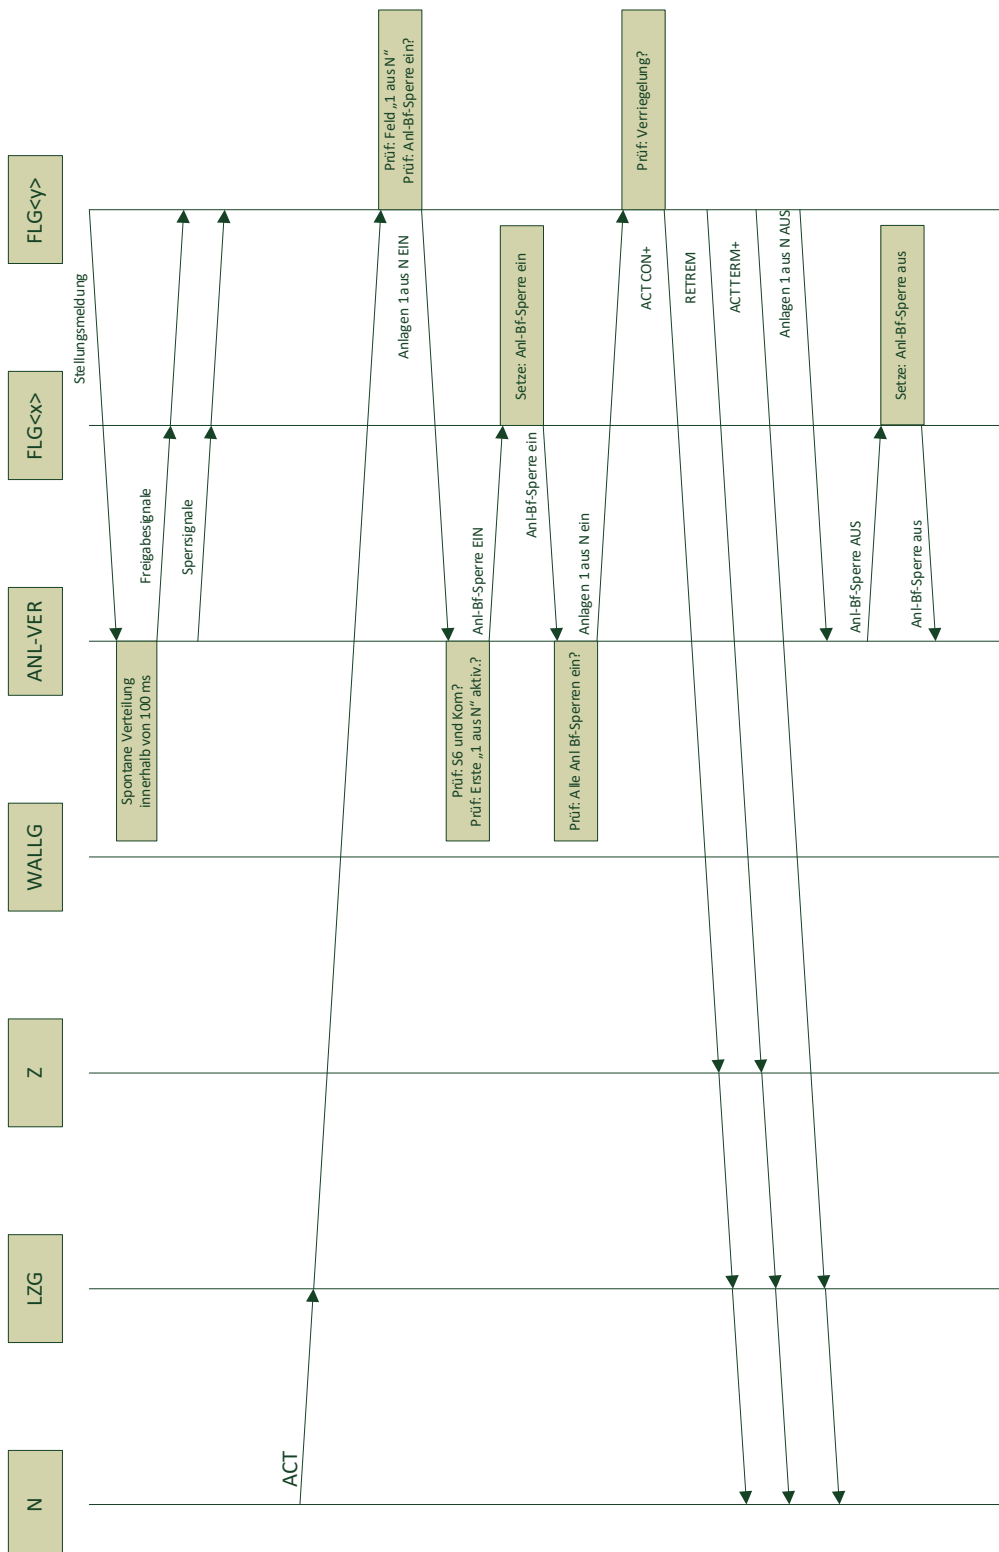 N
LZG
Z
WALLG
ANL-VER
FLG<x>
FLG<y>
Stellungsmeldung
Spontane Verteilung
innerhalb von 100 ms
Freigabesignale
Sperrsignale
ACT
Prüf: Feld „1 aus N“
Prüf: Anl-Bf-Sperre ein?
Anlagen 1 aus N EIN
Prüf: S6 und Kom?
Prüf: Erste „1 aus N“ aktiv.?
Anl-Bf-Sperre EIN
Setze: Anl-Bf-Sperre ein
Anl-Bf-Sperre ein
Prüf: Alle Anl Bf-Sperren ein?
Anlagen 1 aus N ein
Prüf: Verriegelung?
ACT CON+
RETREM
ACT TERM+
Anlagen 1 aus N AUS
Anl-Bf-Sperre AUS
Setze: Anl-Bf-Sperre aus
Anl-Bf-Sperre aus